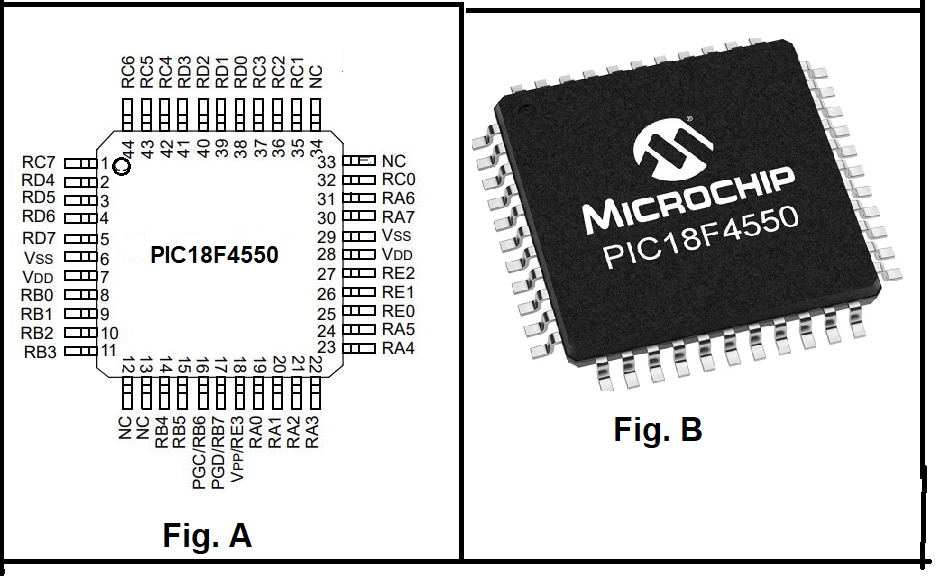 RC6
RC5
RC4
RD3
RD2
RD1
RD0
RC3
RC2
RC1
NC
44
43
42
41
40
39
38
37
36
35
34
RC7 1
RD4 2
RD5 3
RD6 4
RD7 5
VSS 6
VDD 7
RB0 8
RB1 9
RB2 10
RB3 11
PIC18F4550
33 NC
32 RC0
31 RA6
30 RA7
29 VSS
28 VDD
27 RE2
26 RE1
25 RE0
24 RA5
23 RA4
12
13
14
15
16
17
18
19
20
21
22
NC
NC
RB4
RB5
PGC/RB6
PGD/RB7
VPP/RE3
RA0
RA1
RA2
RA3
Fig. A
®
MICROCHIP
PIC18F4550
Fig. B